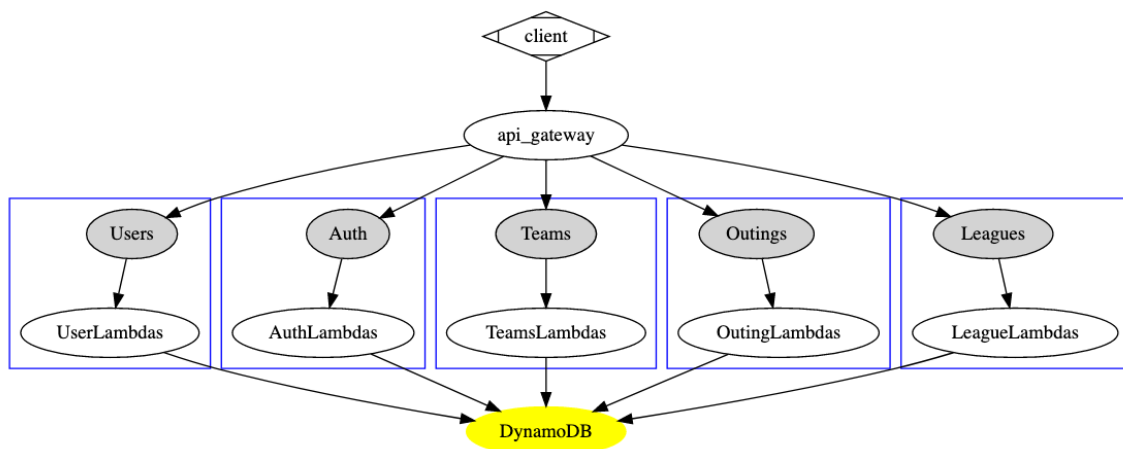 client
api_gateway
Users
Auth
Teams
Outings
Leagues
UserLambdas
AuthLambdas
TeamsLambdas
OutingLambdas
LeagueLambdas
DynamoDB